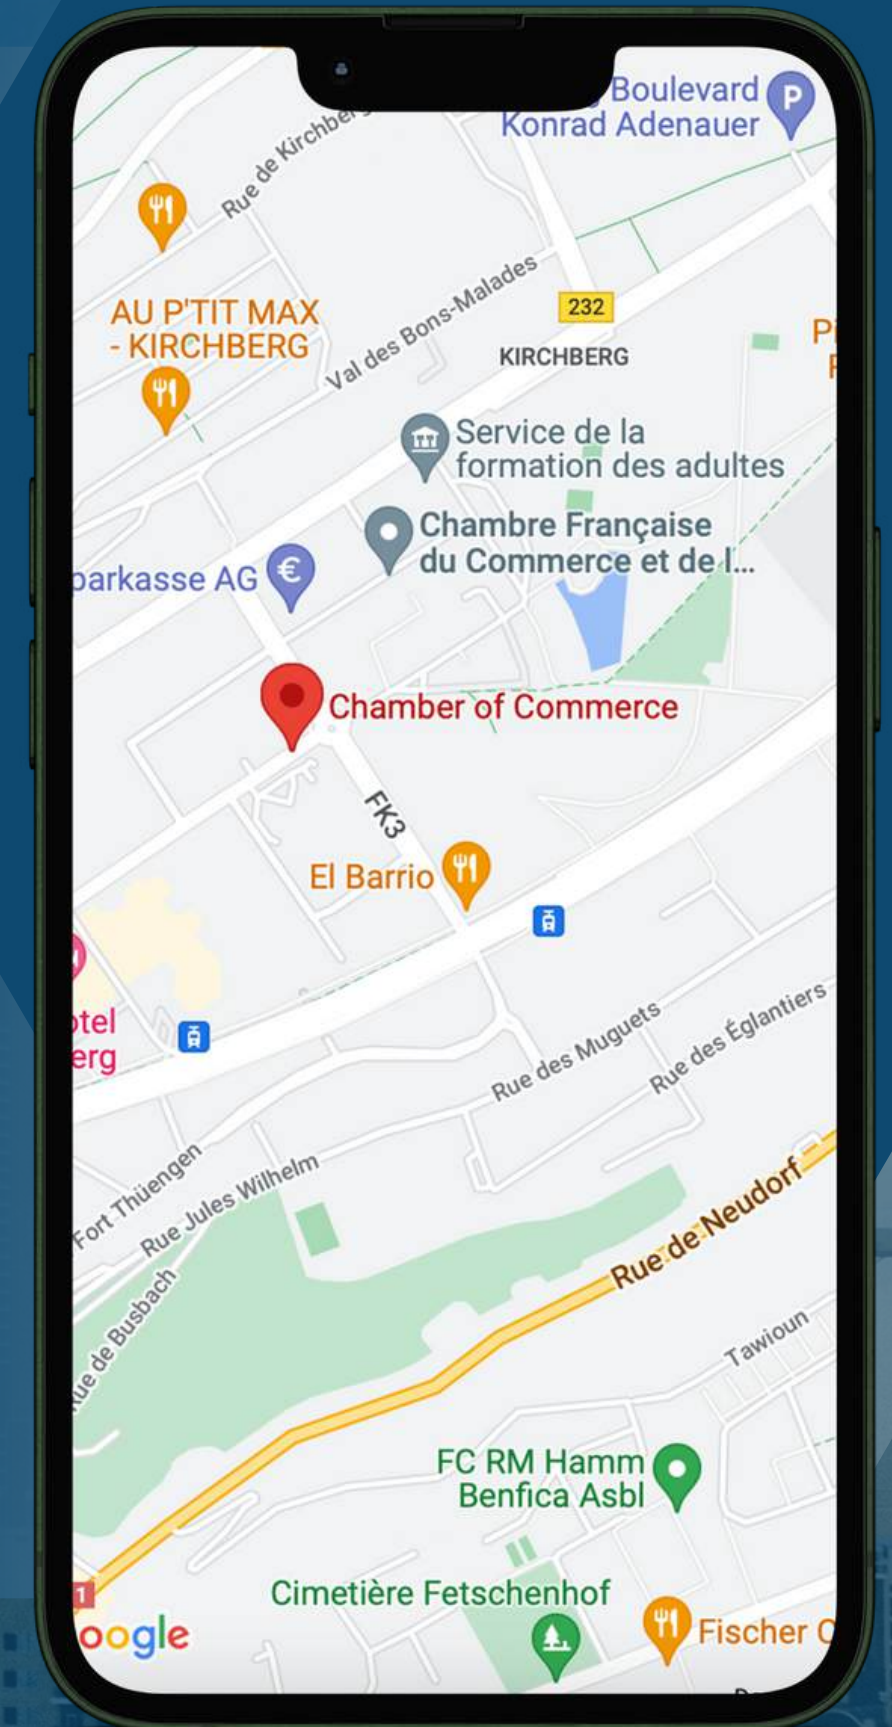 Boulevard
Konrad Adenauer
P
Rue de Kirchberg
Val des Bons-Malades
AU P'TIT MAX
- KIRCHBERG
232
KIRCHBERG
Service de la
formation des adultes
Chambre Française
du Commerce et de l...
parkasse AG
€
Chamber of Commerce
FK3
El Barrio
otel
erg
Rue des Muguets
Rue des Églantiers
Fort Thüengen
Rue Jules Wilhelm
Rue de Busbach
Rue de Neudorf
Tawioun
FC RM Hamm
Benfica Asbl
Cimetière Fetschenhof
1
oogle
Fischer